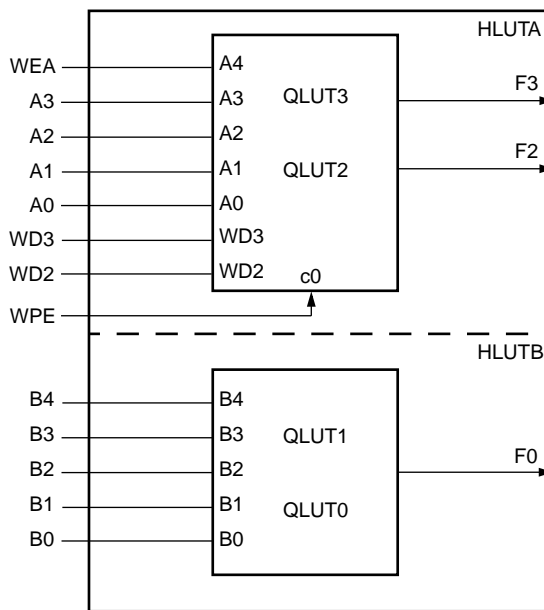 HLUTA
WEA A4
QLUT3 F3
A3 A3
A2 A2
F2
A1 A1 QLUT2
A0 A0
WD3 WD3
WD2 WD2
c0
WPE
HLUTB
B4 B4
B3 B3 QLUT1
B2 B2 F0
B1 B1 QLUT0
B0 B0